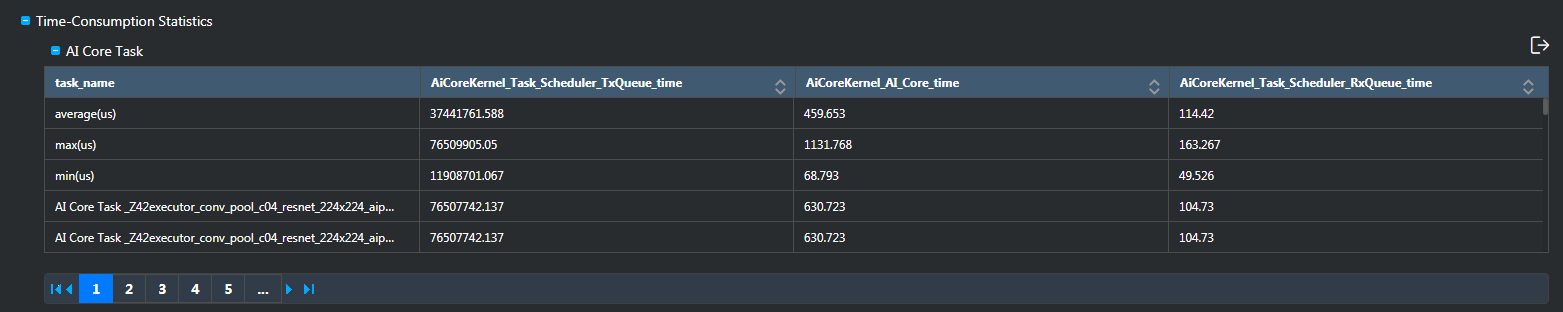 Time-Consumption Statistics
AI Core Task
task_name AiCoreKernel_Task_Scheduler_TxQueue_time AiCoreKernel_AI_Core_time AiCoreKernel_Task_Scheduler_RxQueue_time
average(us) 37441761.588 459.653 114.42
max(us) 76509905.05 1131.768 163.267
min(us) 11908701.067 68.793 49.526
AI Core Task _Z42executor_conv_pool_c04_resnet_224x224_aip... 76507742.137 630.723 104.73
AI Core Task _Z42executor_conv_pool_c04_resnet_224x224_aip... 76507742.137 630.723 104.73
1 2 3 4 5 ...